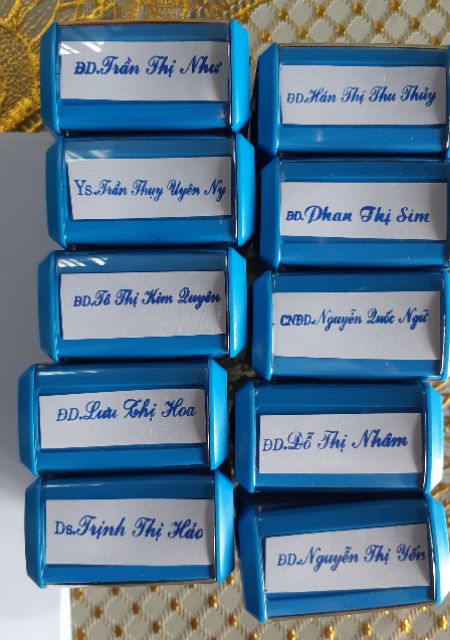 ĐD.Trần Thị Như
Ys.Trần Thụy Uyên Ny
ĐD.Tô Thị Kim Quyên
ĐD.Lưu Thị Hoa
Ds.Trịnh Thị Hảo
ĐD.Hán Thị Thu Thủy
ĐD.Phan Thị Sim
CNĐD.Nguyễn Quốc Ngữ
ĐD.Đỗ Thị Nhâm
ĐD.Nguyễn Thị Yến